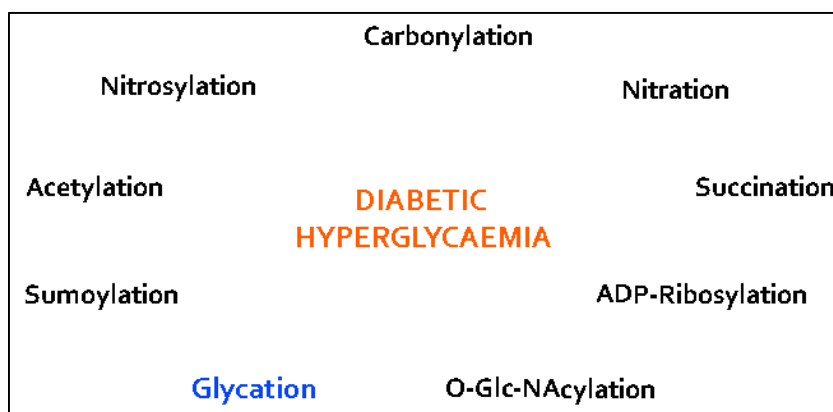 Carbonylation
Nitrosylation
Nitration
Acetylation
DIABETIC
HYPERGLYCAEMIA
Succination
Sumoylation
ADP-Ribosylation
Glycation
O-Glc-NAcylation